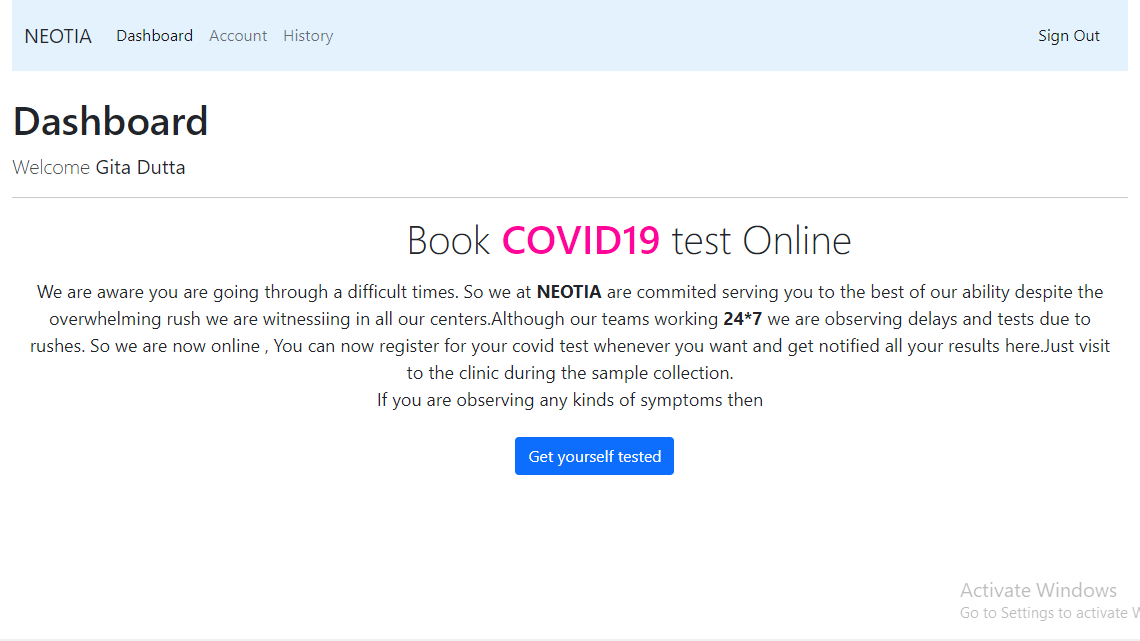 NEOTIA Dashboard Account History Sign Out
Dashboard
Welcome Gita Dutta
Book COVID19 test Online
We are aware you are going through a difficult times. So we at NEOTIA are commited serving you to the best of our ability despite the
overwhelming rush we are witnessiing in all our centers.Although our teams working 24*7 we are observing delays and tests due to
rushes. So we are now online , You can now register for your covid test whenever you want and get notified all your results here.Just visit
to the clinic during the sample collection.
If you are observing any kinds of symptoms then
Get yourself tested
Activate Windows
Go to Settings to activate W